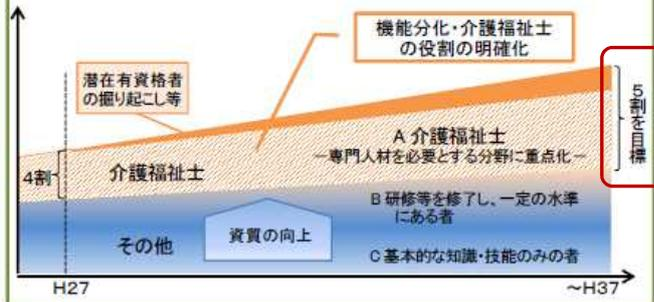 機能分化・介護福祉士
の役割の明確化
潜在有資格者
の掘り起こし等
A 介護福祉士
－専門人材を必要とする分野に重点化－
5割を目標
4割
介護福祉士
B 研修等を修了し、一定の水準
にある者
資質の向上
その他
C 基本的な知識・技能のみの者
H27
～H37